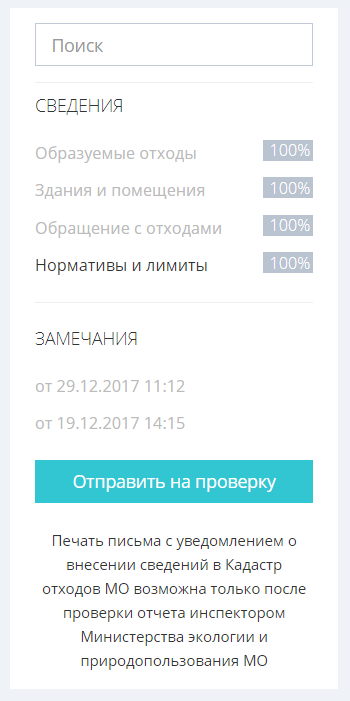 Поиск
СВЕДЕНИЯ
Образуемые отходы 100%
Здания и помещения 100%
Обращение с отходами 100%
Нормативы и лимиты 100%
ЗАМЕЧАНИЯ
от 29.12.2017 11:12
от 19.12.2017 14:15
Отправить на проверку
Печать письма с уведомлением о
внесении сведений в Кадастр
отходов МО возможна только после
проверки отчета инспектором
Министерства экологии и
природопользования МО